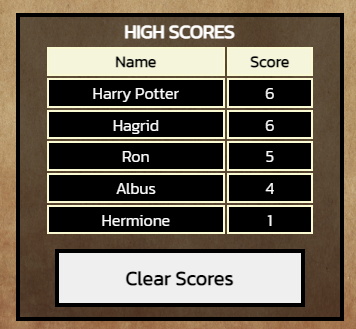 HIGH SCORES
Name Score
Harry Potter 6
Hagrid 6
Ron 5
Albus 4
Hermione 1
Clear Scores